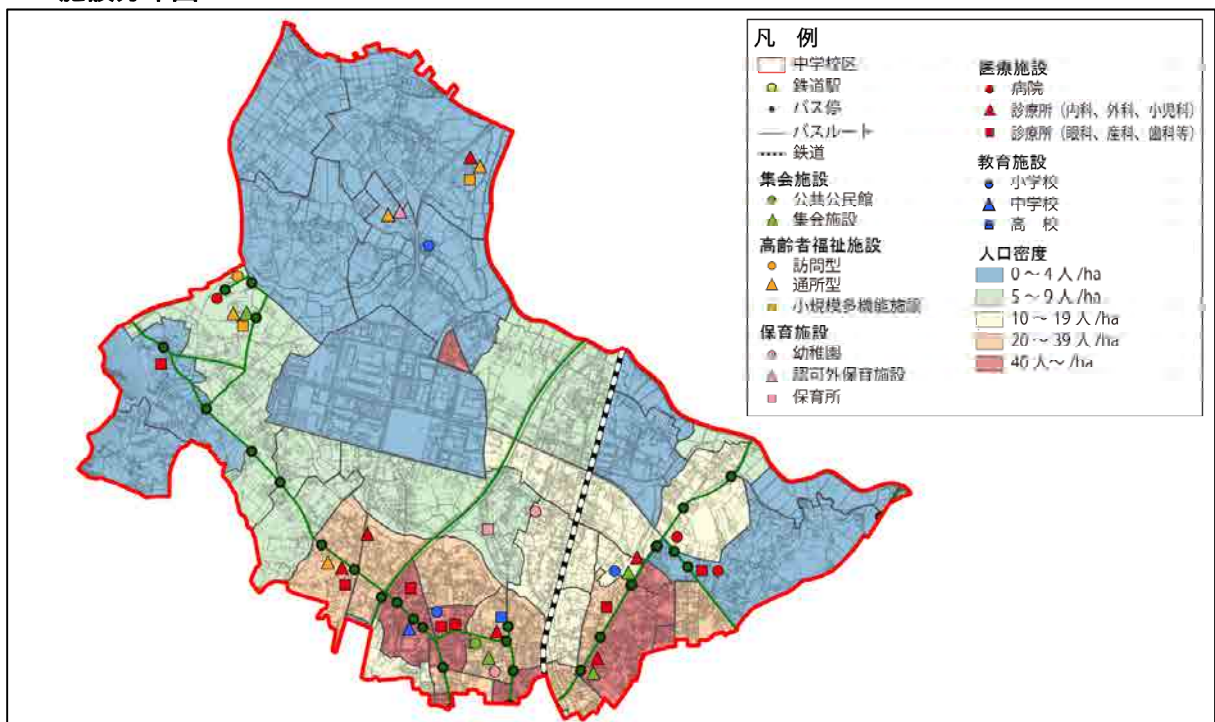 凡 例
中学校区
鉄道駅
バス停
バスルート
鉄道
集会施設
公共公民館
集会施設
高齢者福祉施設
訪問型
通所型
小規模多機能施設
保育施設
幼稚園
認可外保育施設
保育所
医療施設
病院
診療所（内科、外科、小児科）
診療所（眼科、産科、歯科等）
教育施設
小学校
中学校
高 校
人口密度
0～4人/ha
5～9人/ha
10～19人/ha
20～39人/ha
40人～/ha